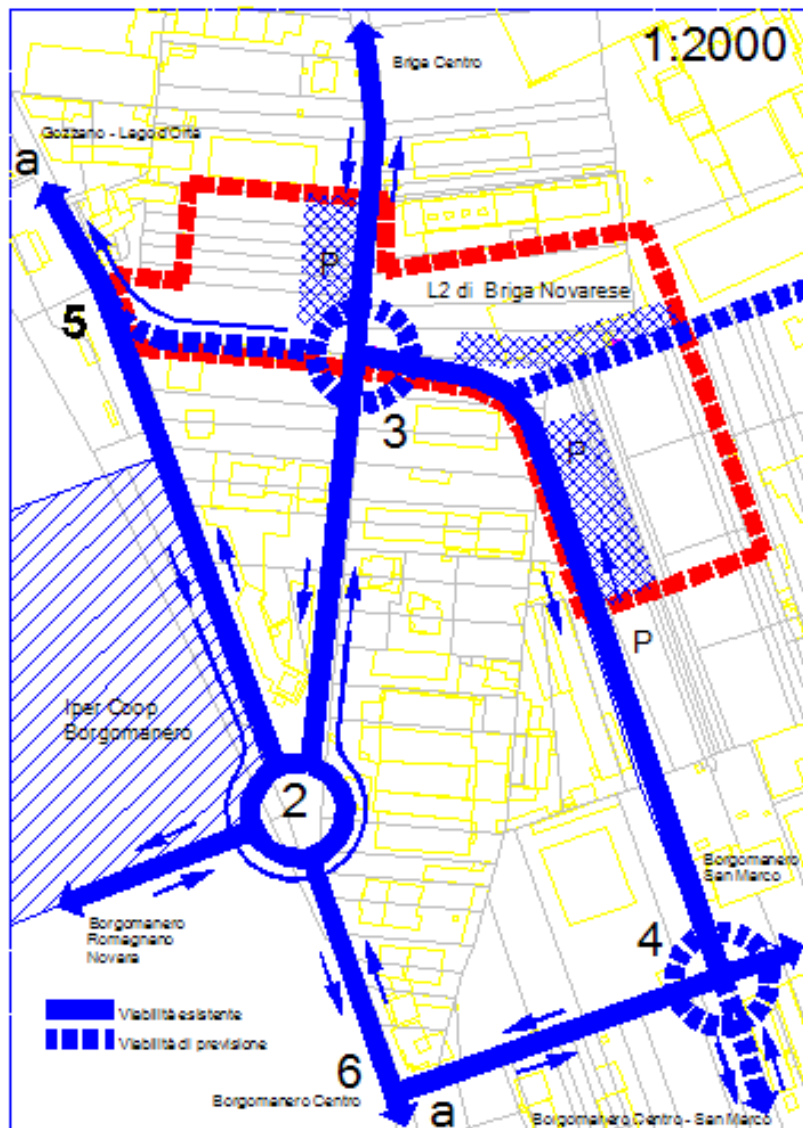 1:2000
Briga Centro
Gozzano - Lago d'Orta
a
P
L2 di Briga Novarese
5
3
P
P
Iper Coop
Borgomanero
2
Borgomanero
San Marco
Borgomanero
Romagnano
Novara
4
Viabilità esistente
Viabilità di previsione
6
Borgomanero Centro
a
Borgomanero Centro - San Marco